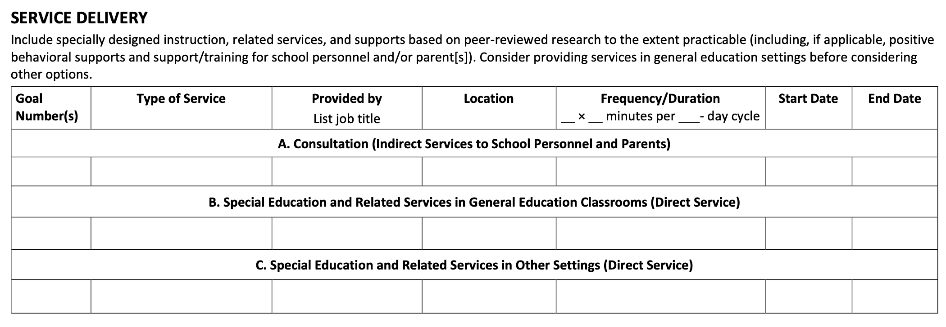 SERVICE DELIVERY
Include specially designed instruction, related services, and supports based on peer-reviewed research to the extent practicable (including, if applicable, positive
behavioral supports and support/training for school personnel and/or parent[s]). Consider providing services in general education settings before considering
other options.
Goal Number(s) Type of Service Provided by List job title Location Frequency/Duration __ × __ minutes per ___- day cycle Start Date End Date
A. Consultation (Indirect Services to School Personnel and Parents)
B. Special Education and Related Services in General Education Classrooms (Direct Service)
C. Special Education and Related Services in Other Settings (Direct Service)